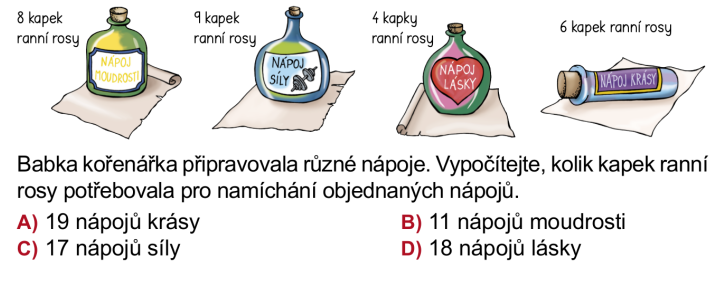 8 kapek
ranní rosy
NÁPOJ
MOUDROSTI
9 kapek
ranní rosy
NÁPOJ
SÍLY
4 kapky
ranní rosy
NÁPOJ
LÁSKY
6 kapek ranní rosy
NÁPOJ KRÁSY
Babka kořenářka připravovala různé nápoje. Vypočítejte, kolik kapek ranní
rosy potřebovala pro namíchání objednaných nápojů.
A) 19 nápojů krásy
B) 11 nápojů moudrosti
C) 17 nápojů síly
D) 18 nápojů lásky